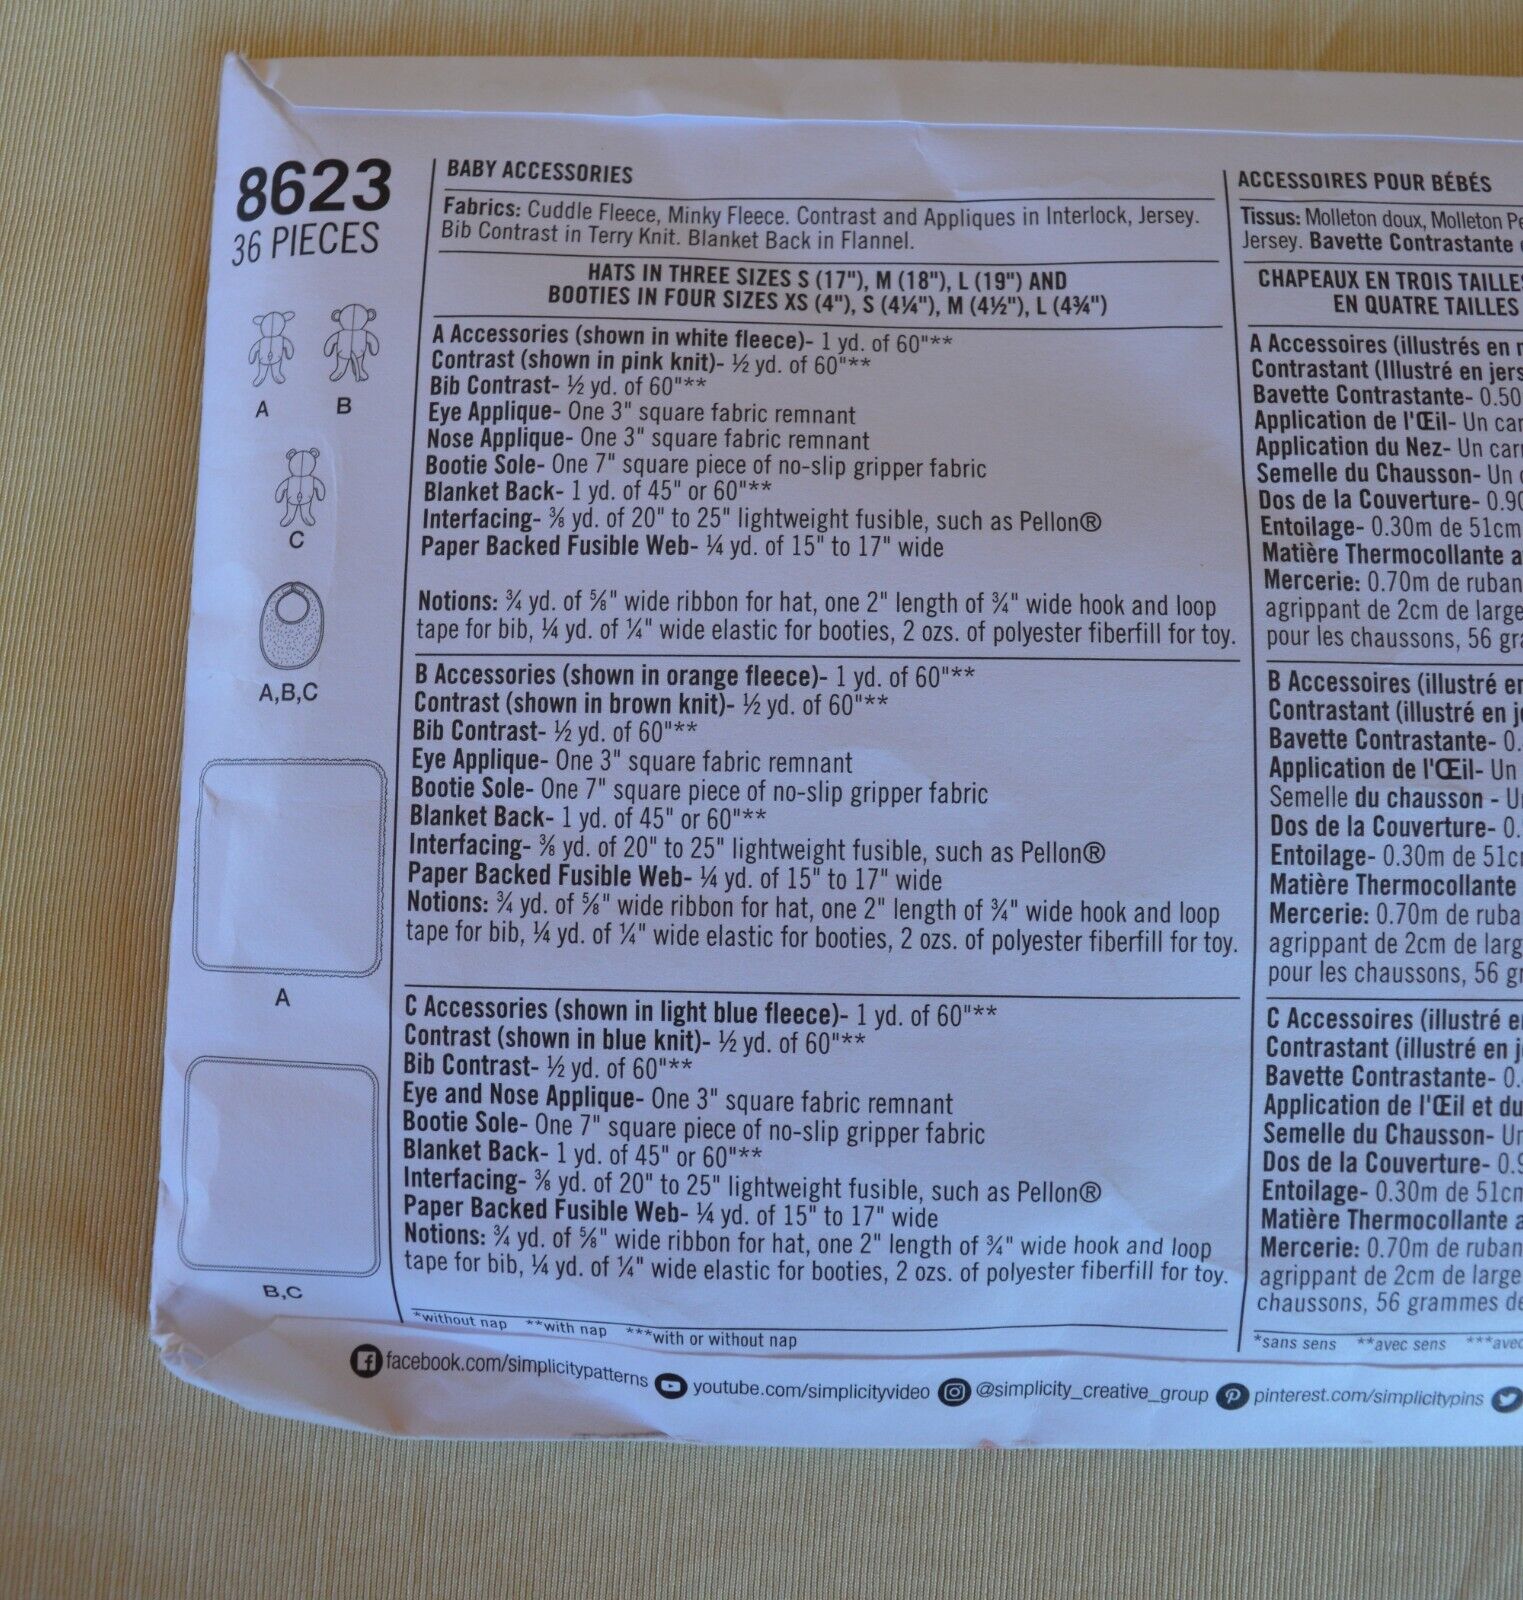 8623
36 PIECES
A
B
C
A,B,C
A
B,C
BABY ACCESSORIES
Fabrics: Cuddle Fleece, Minky Fleece. Contrast and Appliques in Interlock, Jersey.
Bib Contrast in Terry Knit. Blanket Back in Flannel.
HATS IN THREE SIZES S (17"), M (18"), L (19") AND
BOOTIES IN FOUR SIZES XS (4"), S (4¼"), M (4½"), L (4¾")
A Accessories (shown in white fleece)- 1 yd. of 60"**
Contrast (shown in pink knit)- ½ yd. of 60"**
Bib Contrast- ½ yd. of 60"**
Eye Applique- One 3" square fabric remnant
Nose Applique- One 3" square fabric remnant
Bootie Sole- One 7" square piece of no-slip gripper fabric
Blanket Back- 1 yd. of 45" or 60"**
Interfacing- ⅜ yd. of 20" to 25" lightweight fusible, such as Pellon®
Paper Backed Fusible Web- ¼ yd. of 15" to 17" wide
Notions: ¾ yd. of ⅝" wide ribbon for hat, one 2" length of ¾" wide hook and loop
tape for bib, ¼ yd. of ¼" wide elastic for booties, 2 ozs. of polyester fiberfill for toy.
B Accessories (shown in orange fleece)- 1 yd. of 60"**
Contrast (shown in brown knit)- ½ yd. of 60"**
Bib Contrast- ½ yd. of 60"**
Eye Applique- One 3" square fabric remnant
Bootie Sole- One 7" square piece of no-slip gripper fabric
Blanket Back- 1 yd. of 45" or 60"**
Interfacing- ⅜ yd. of 20" to 25" lightweight fusible, such as Pellon®
Paper Backed Fusible Web- ¼ yd. of 15" to 17" wide
Notions: ¾ yd. of ⅝" wide ribbon for hat, one 2" length of ¾" wide hook and loop
tape for bib, ¼ yd. of ¼" wide elastic for booties, 2 ozs. of polyester fiberfill for toy.
C Accessories (shown in light blue fleece)- 1 yd. of 60"**
Contrast (shown in blue knit)- ½ yd. of 60"**
Bib Contrast- ½ yd. of 60"**
Eye and Nose Applique- One 3" square fabric remnant
Bootie Sole- One 7" square piece of no-slip gripper fabric
Blanket Back- 1 yd. of 45" or 60"**
Interfacing- ⅜ yd. of 20" to 25" lightweight fusible, such as Pellon®
Paper Backed Fusible Web- ¼ yd. of 15" to 17" wide
Notions: ¾ yd. of ⅝" wide ribbon for hat, one 2" length of ¾" wide hook and loop
tape for bib, ¼ yd. of ¼" wide elastic for booties, 2 ozs. of polyester fiberfill for toy.
*without nap **with nap ***with or without nap
ACCESSOIRES POUR BÉBÉS
Tissus: Molleton doux, Molleton
Jersey. Bavette Contrastante
CHAPEAUX EN TROIS TAILLES
EN QUATRE TAILLES
A Accessoires (illustrés en
Contrastant (Illustré en
Bavette Contrastante- 0.50
Application de l'Œil- Un
Application du Nez- Un
Semelle du Chausson- Un
Dos de la Couverture- 0.90
Entoilage- 0.30m de 51cm
Matière Thermocollante
Mercerie: 0.70m de ruban
agrippant de 2cm de large
pour les chaussons, 56
B Accessoires (illustré
Contrastant (illustré en
Bavette Contrastante- 0.
Application de l'Œil- Un
Semelle du chausson -
Dos de la Couverture- 0.
Entoilage- 0.30m de
Matière Thermocollante
Mercerie: 0.70m de
agrippant de 2cm de
pour les chaussons, 56
C Accessoires (illustré
Contrastant (illustré en
Bavette Contrastante- 0.
Application de l'Œil et du
Semelle du Chausson-
Dos de la Couverture- 0.
Entoilage- 0.30m de 51cm
Matière Thermocollante
Mercerie: 0.70m de ruban
agrippant de 2cm de large
chaussons, 56 grammes
*sans sens **avec sens ***avec
facebook.com/simplicitypatterns youtube.com/simplicityvideo @simplicity_creative_group pinterest.com/simplicitypins